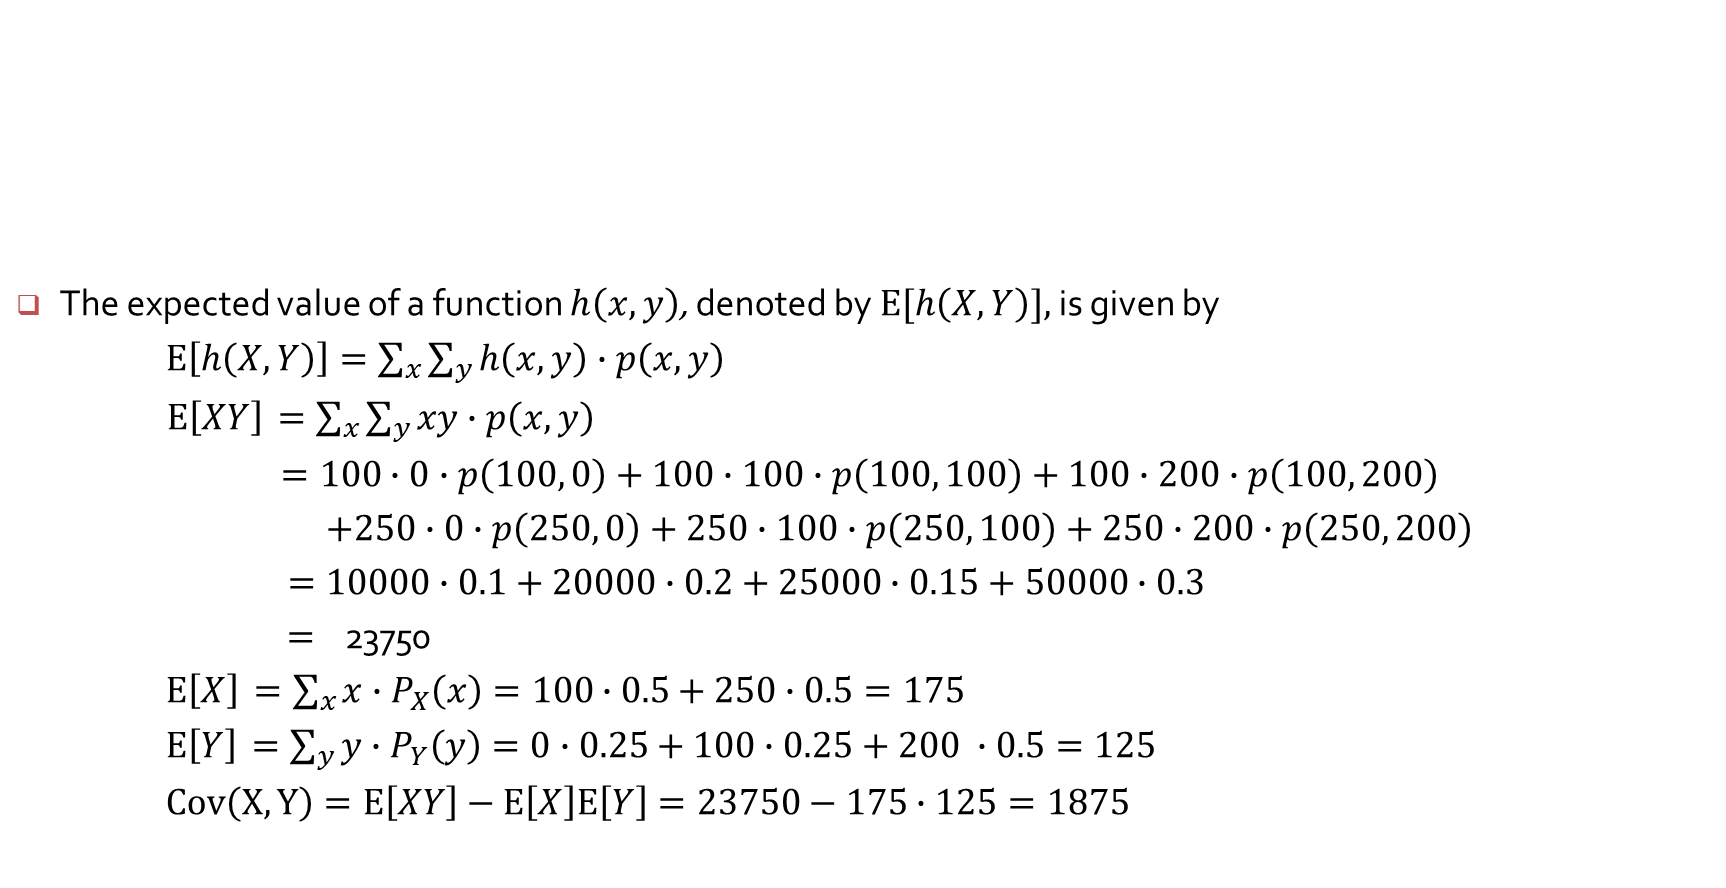 ❑ The expected value of a function h(x, y), denoted by E[h(X, Y)], is given by
E[h(X, Y)] = ∑ₓ∑ᵧ h(x, y) · p(x, y)
E[XY] = ∑ₓ∑ᵧ xy · p(x, y)
= 100 · 0 · p(100, 0) + 100 · 100 · p(100, 100) + 100 · 200 · p(100, 200)
+250 · 0 · p(250, 0) + 250 · 100 · p(250, 100) + 250 · 200 · p(250, 200)
= 10000 · 0.1 + 20000 · 0.2 + 25000 · 0.15 + 50000 · 0.3
= 23750
E[X] = ∑ₓ x · P_X(x) = 100 · 0.5 + 250 · 0.5 = 175
E[Y] = ∑ᵧ y · P_Y(y) = 0 · 0.25 + 100 · 0.25 + 200 · 0.5 = 125
Cov(X, Y) = E[XY] − E[X]E[Y] = 23750 − 175 · 125 = 1875